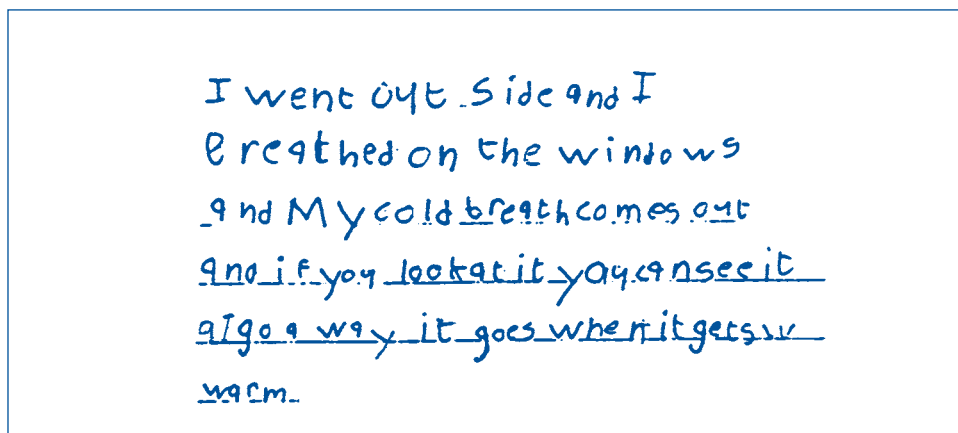 I went out Side and I
breathed on the windows
and My cold breath comes out
and if you look at it you can see it
algo a way it goes when it gets w
warm